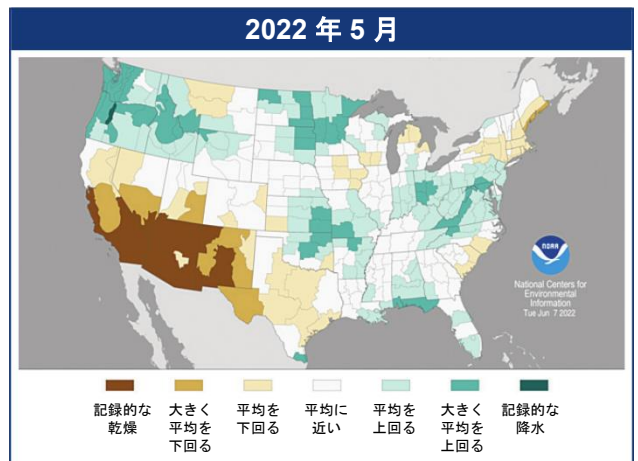 2022 年 5 月
NOAA
National Centers for
Environmental
Information
Tue Jun 7 2022
記録的な
乾燥
大きく
平均を
下回る
平均を
下回る
平均に
近い
平均を
上回る
大きく
平均を
上回る
記録的な
降水